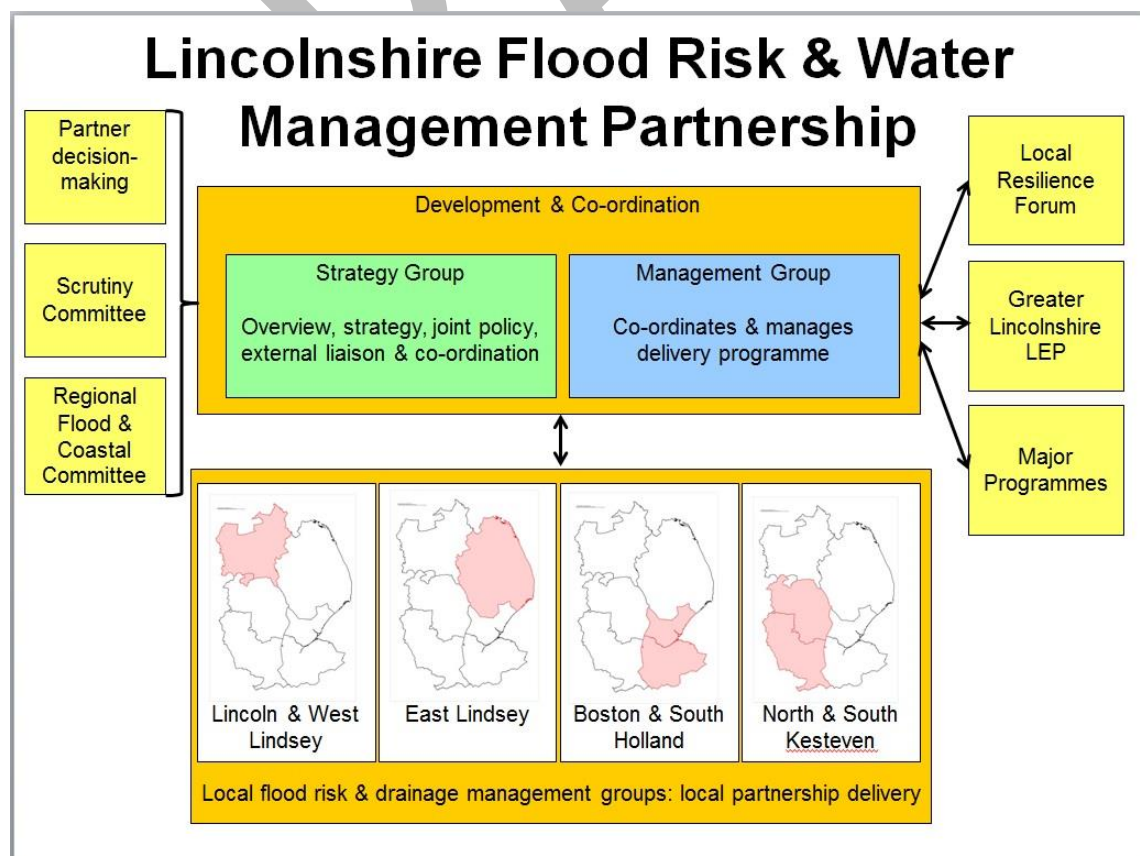 Lincolnshire Flood Risk & Water
Management Partnership
Partner
decision-
making
Scrutiny
Committee
Regional
Flood &
Coastal
Committee
Development & Co-ordination
Strategy Group
Overview, strategy, joint policy,
external liaison & co-ordination
Management Group
Co-ordinates & manages
delivery programme
Local
Resilience
Forum
Greater
Lincolnshire
LEP
Major
Programmes
Lincoln & West
Lindsey
East Lindsey
Boston & South
Holland
North & South
Kesteven
Local flood risk & drainage management groups: local partnership delivery